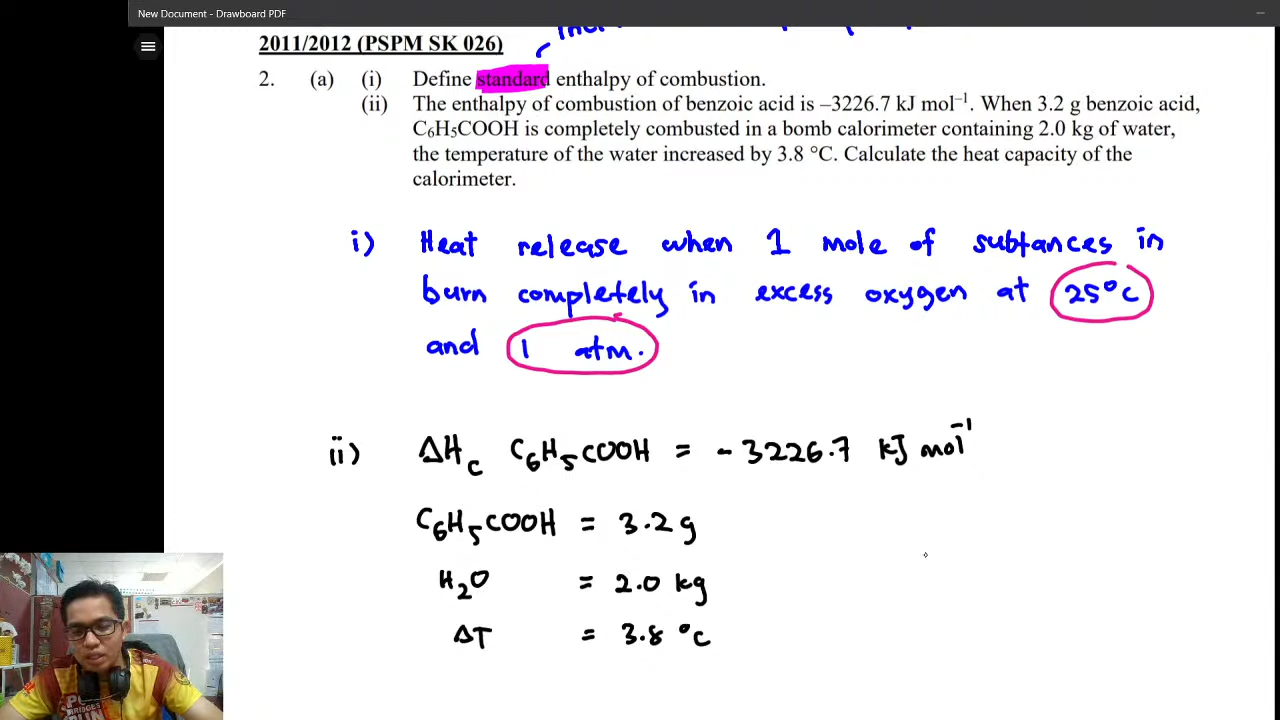 New Document - Drawboard PDF
2011/2012 (PSPM SK 026)
2. (a) (i) Define standard enthalpy of combustion.
(ii) The enthalpy of combustion of benzoic acid is –3226.7 kJ mol⁻¹. When 3.2 g benzoic acid,
C₆H₅COOH is completely combusted in a bomb calorimeter containing 2.0 kg of water,
the temperature of the water increased by 3.8 °C. Calculate the heat capacity of the
calorimeter.
i) Heat release when 1 mole of subtances in
burn completely in excess oxygen at 25°C
and 1 atm.
ii) ΔHc C₆H₅COOH = -3226.7 kJ mol⁻¹
C₆H₅COOH = 3.2 g
H₂O = 2.0 kg
ΔT = 3.8 °C